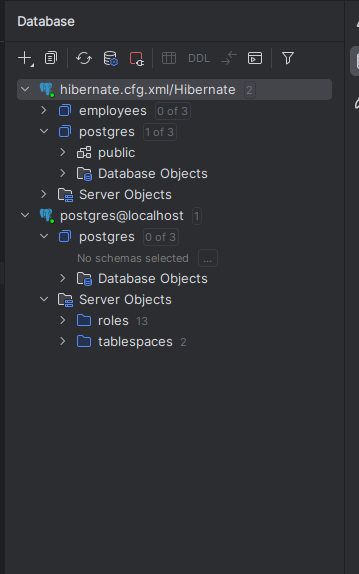 Database
DDL
hibernate.cfg.xml/Hibernate 2
employees 0 of 3
postgres 1 of 3
public
Database Objects
Server Objects
postgres@localhost 1
postgres 0 of 3
No schemas selected ...
Database Objects
Server Objects
roles 13
tablespaces 2